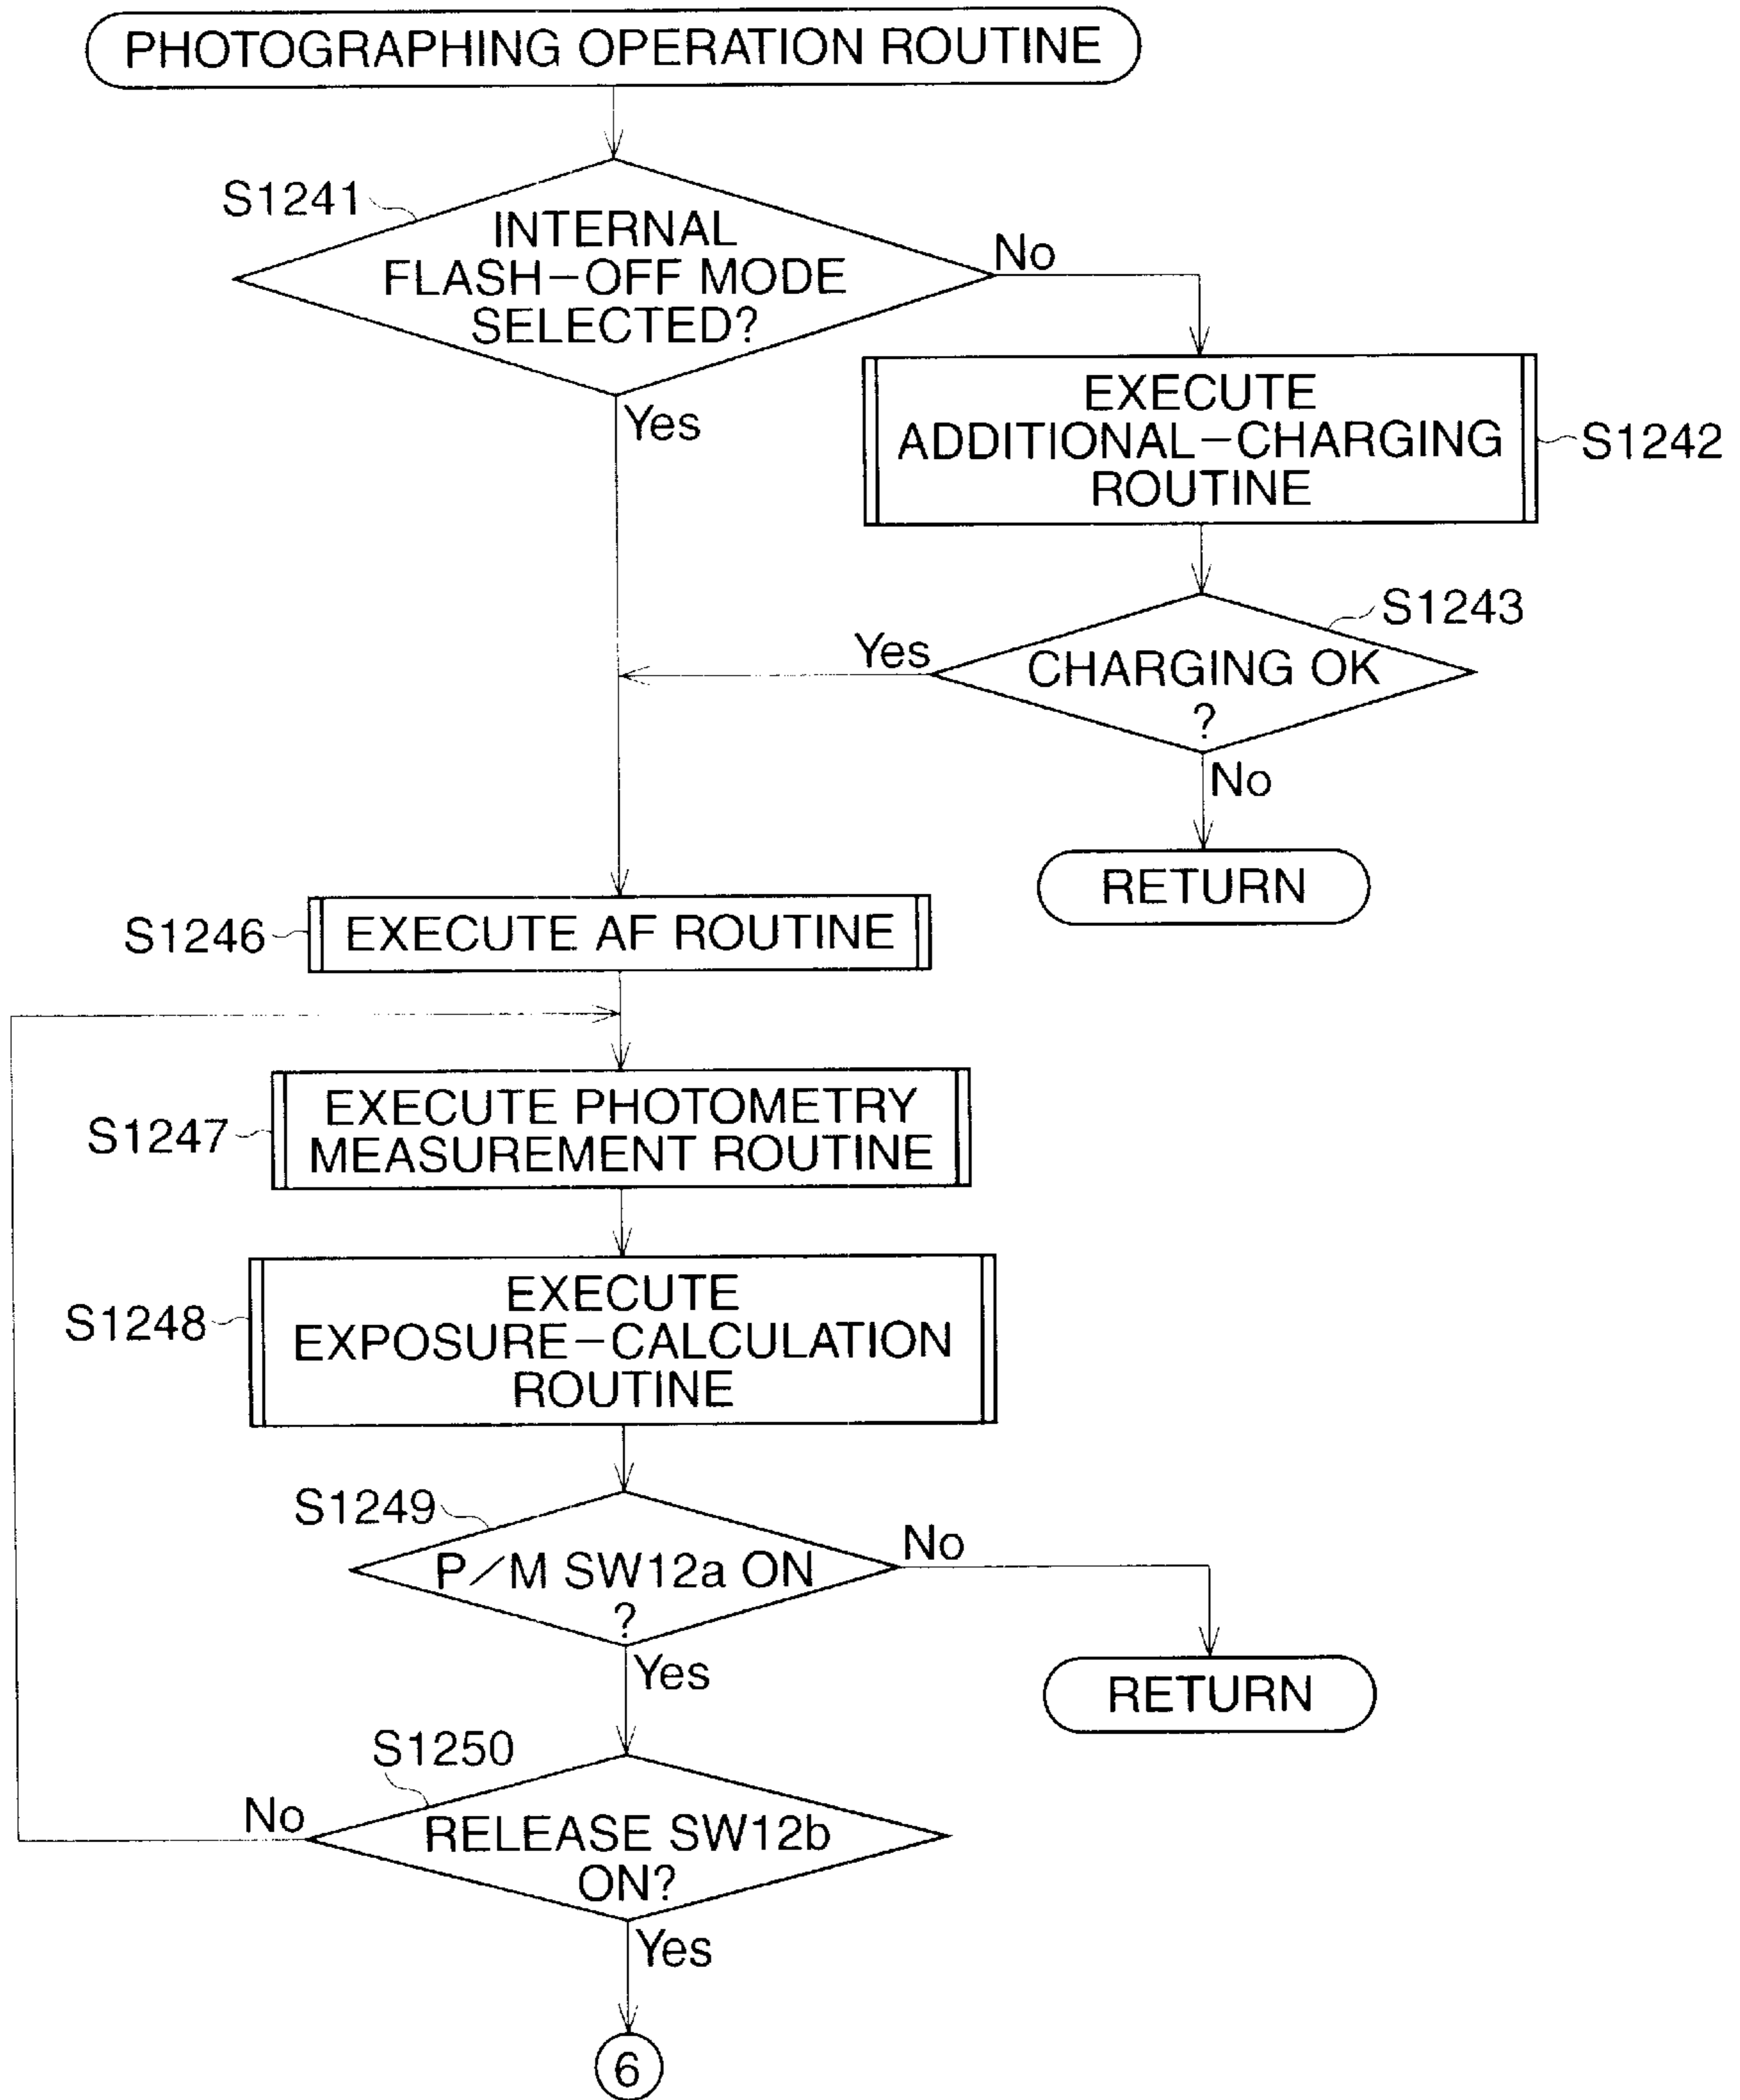 PHOTOGRAPHING OPERATION ROUTINE
S1241
INTERNAL
FLASH−OFF MODE
SELECTED?
No
Yes
EXECUTE
ADDITIONAL−CHARGING
ROUTINE
S1242
S1243
CHARGING OK
?
Yes
No
RETURN
S1246
EXECUTE AF ROUTINE
S1247
EXECUTE PHOTOMETRY
MEASUREMENT ROUTINE
S1248
EXECUTE
EXPOSURE−CALCULATION
ROUTINE
S1249
P/M SW12a ON
?
No
Yes
RETURN
S1250
RELEASE SW12b
ON?
No
Yes
6